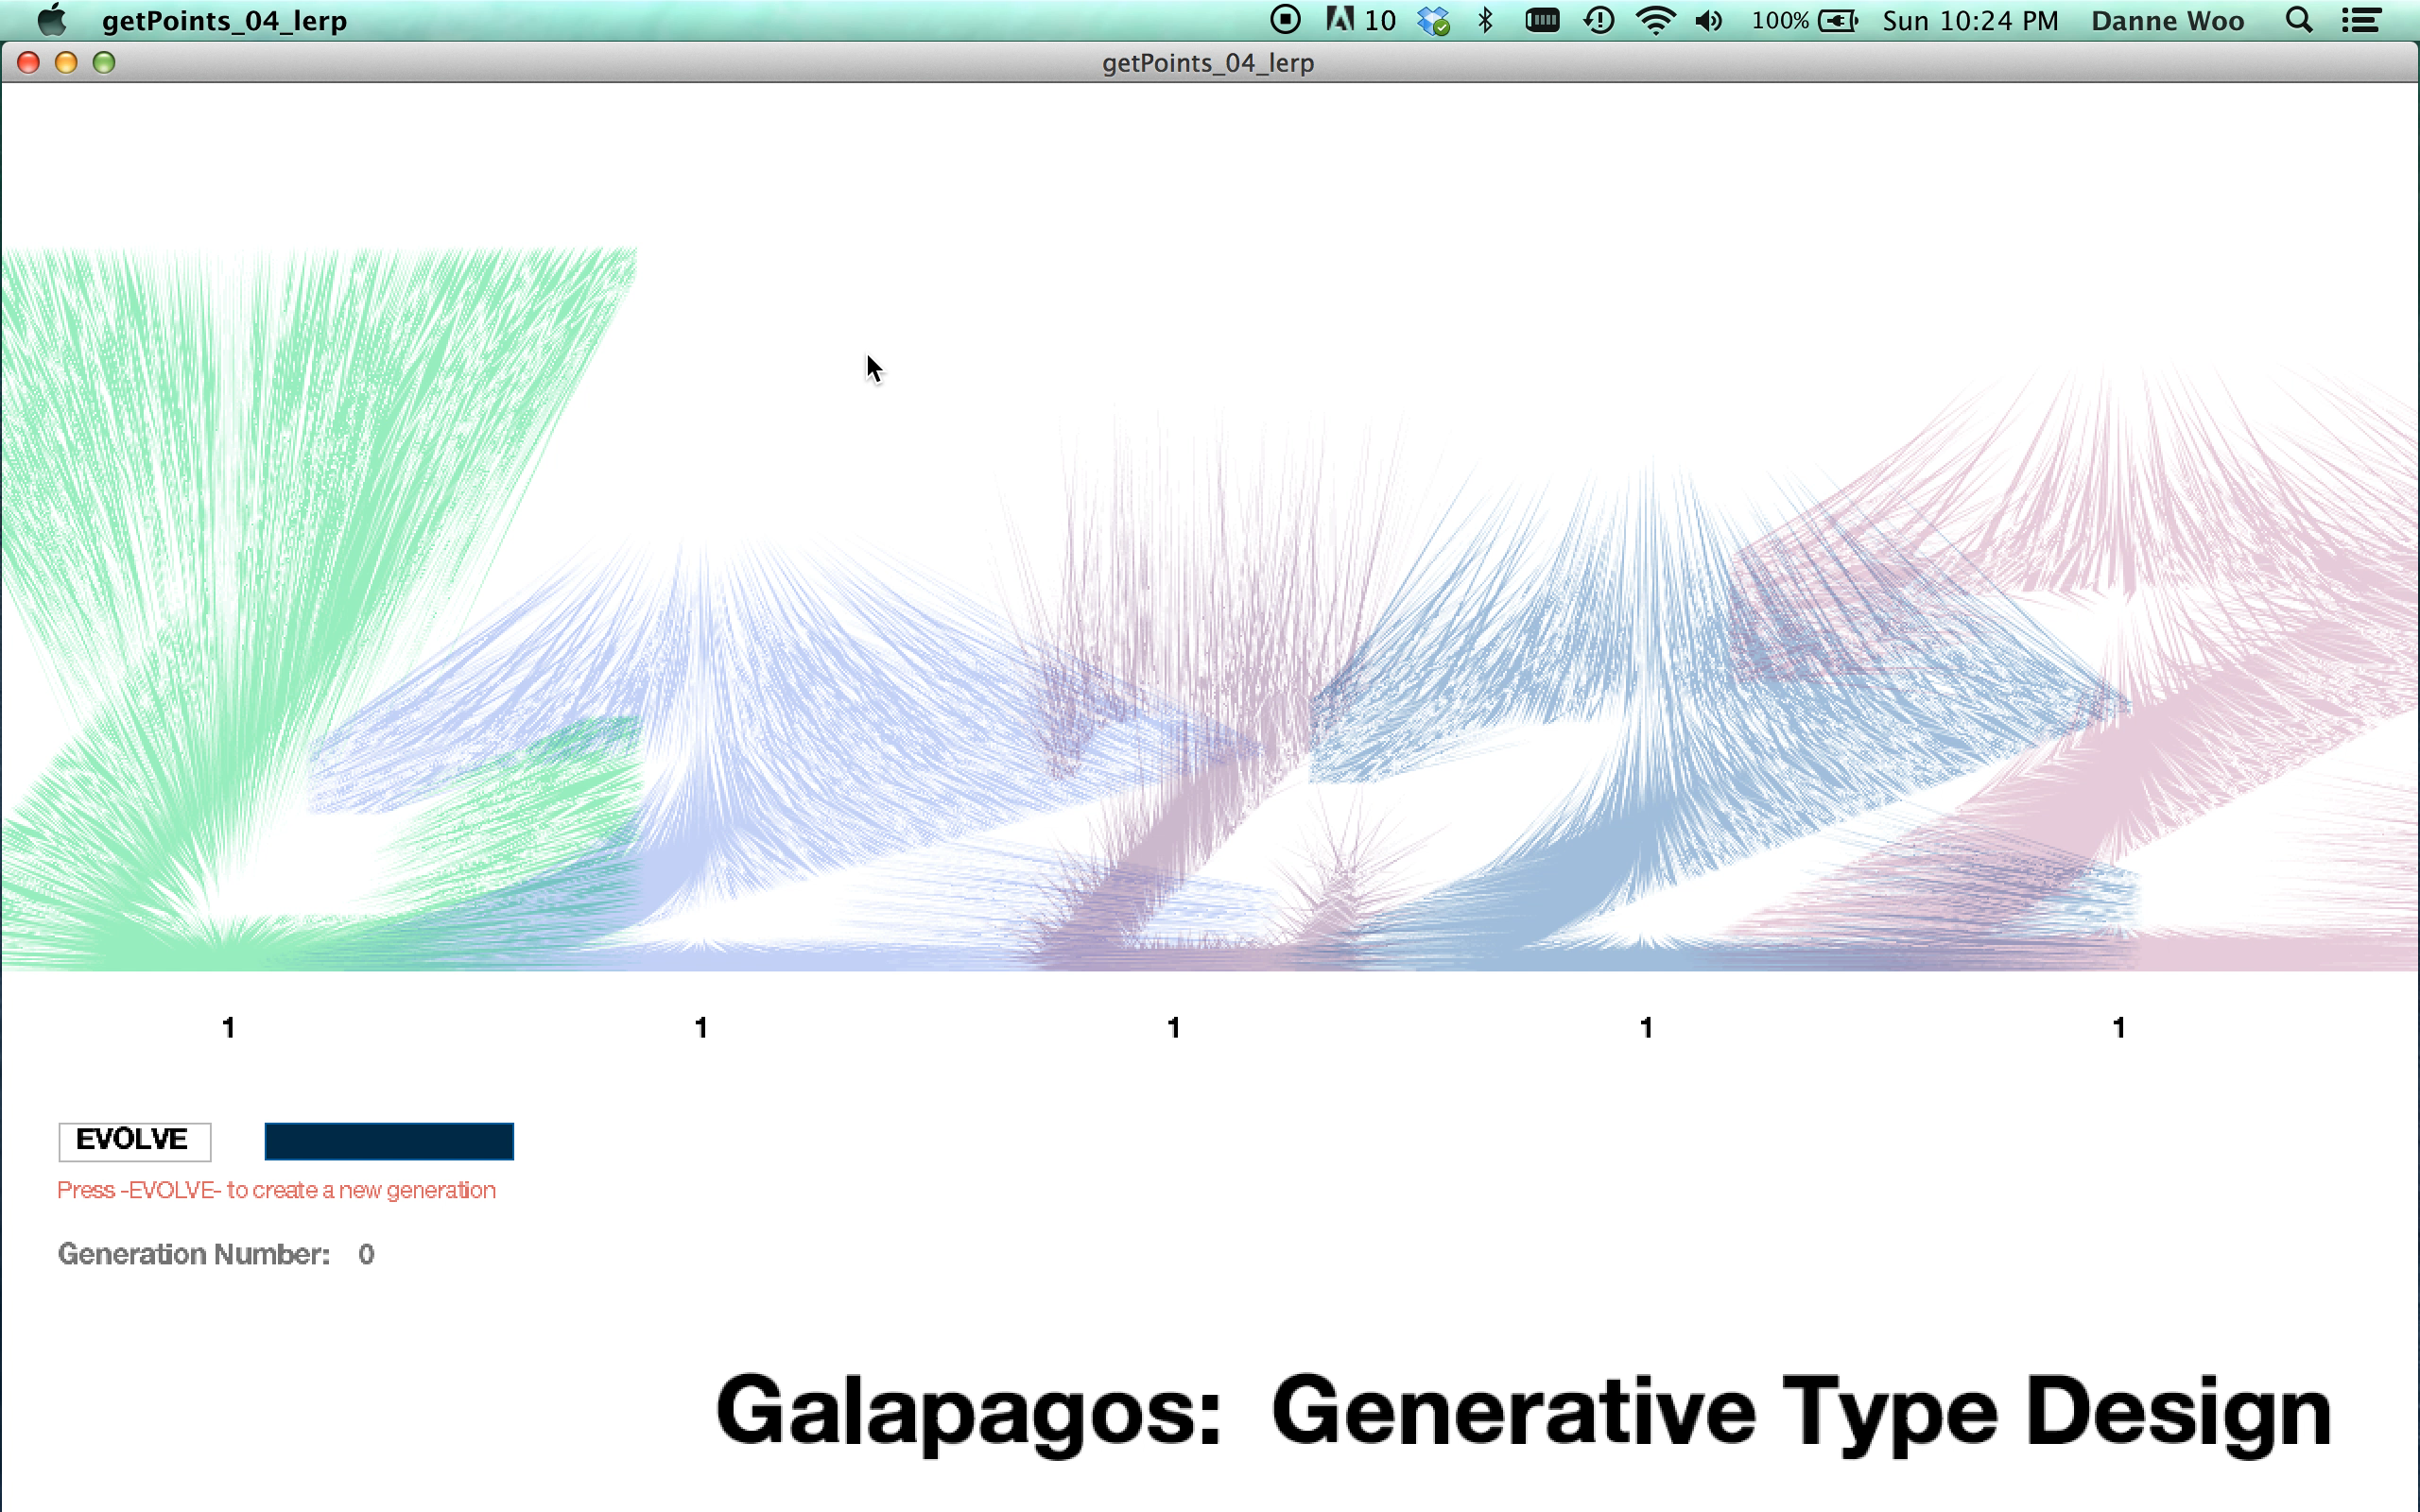 getPoints_04_lerp 10 100% Sun 10:24 PM Danne Woo
getPoints_04_lerp
1 1 1 1 1
EVOLVE
Press -EVOLVE- to create a new generation
Generation Number: 0
Galapagos: Generative Type Design